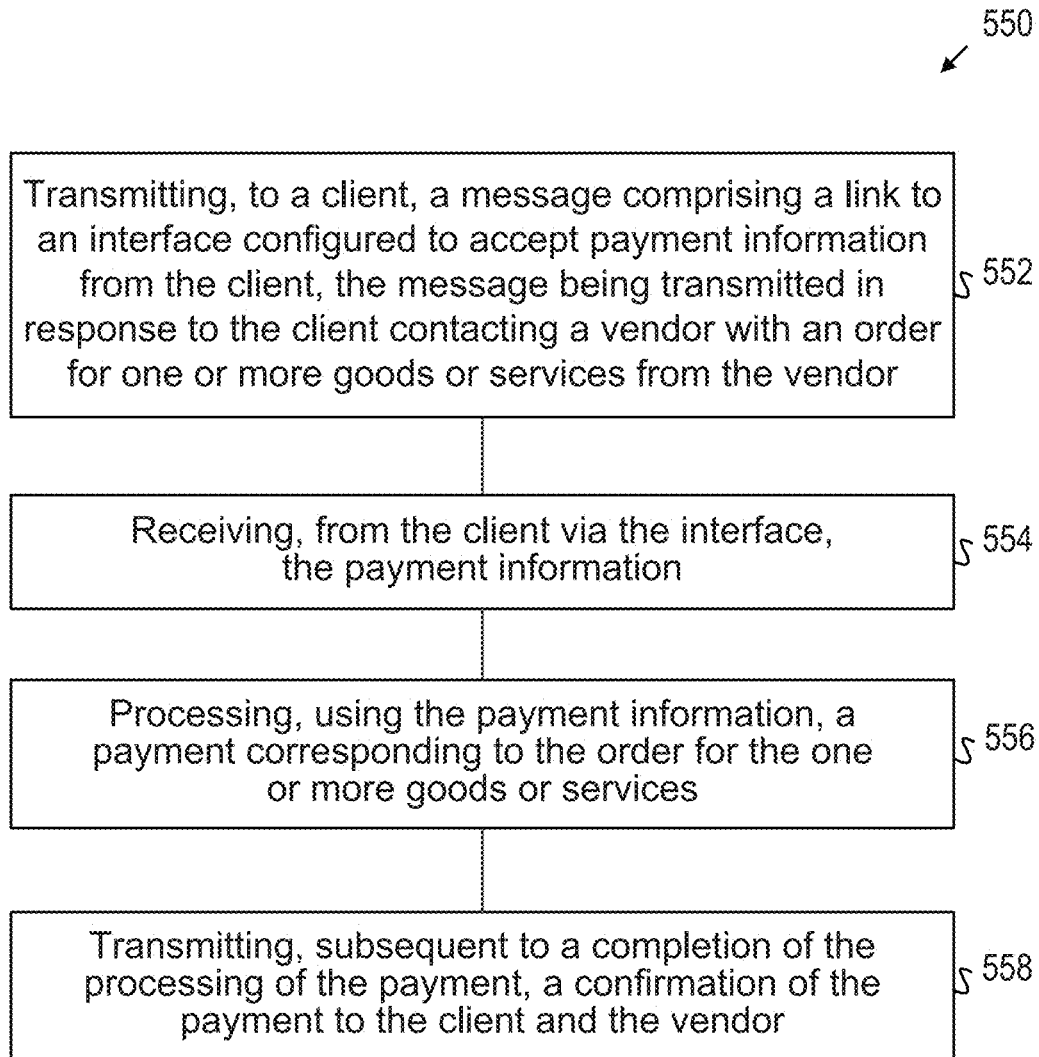 550
Transmitting, to a client, a message comprising a link to
an interface configured to accept payment information
from the client, the message being transmitted in
response to the client contacting a vendor with an order
for one or more goods or services from the vendor
552
Receiving, from the client via the interface,
the payment information
554
Processing, using the payment information, a
payment corresponding to the order for the one
or more goods or services
556
Transmitting, subsequent to a completion of the
processing of the payment, a confirmation of the
payment to the client and the vendor
558